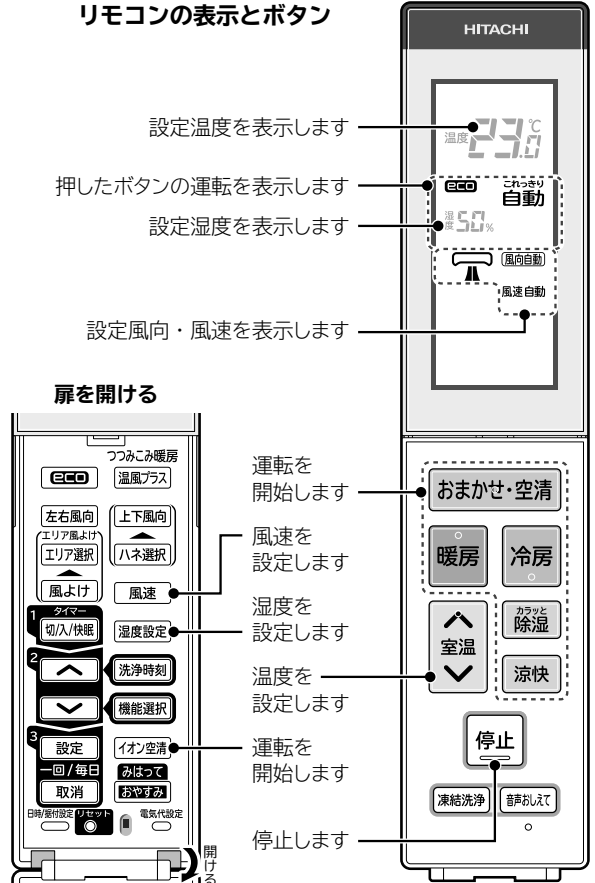 リモコンの表示とボタン
HITACHI
設定温度を表示します
温度 23.0 ℃
押したボタンの運転を表示します
eco これっきり
自動
設定湿度を表示します
湿度 50%
風向自動
風速自動
設定風向・風速を表示します
扉を開ける
つつみこみ暖房
eco 温風プラス
左右風向 上下風向
エリア風よけ
エリア選択 ハネ選択
風よけ 風速
1 タイマー
切/入/快眠 湿度設定
2 洗浄時刻
機能選択
3 設定 イオン空清
一回/毎日 みはって
取消 おやすみ
日時/据付設定 リセット 電気代設定
開ける
運転を
開始します
風速を
設定します
湿度を
設定します
温度を
設定します
運転を
開始します
停止します
おまかせ・空清
暖房 冷房
室温
カラッと
除湿
涼快
停止
凍結洗浄 音声おしえて